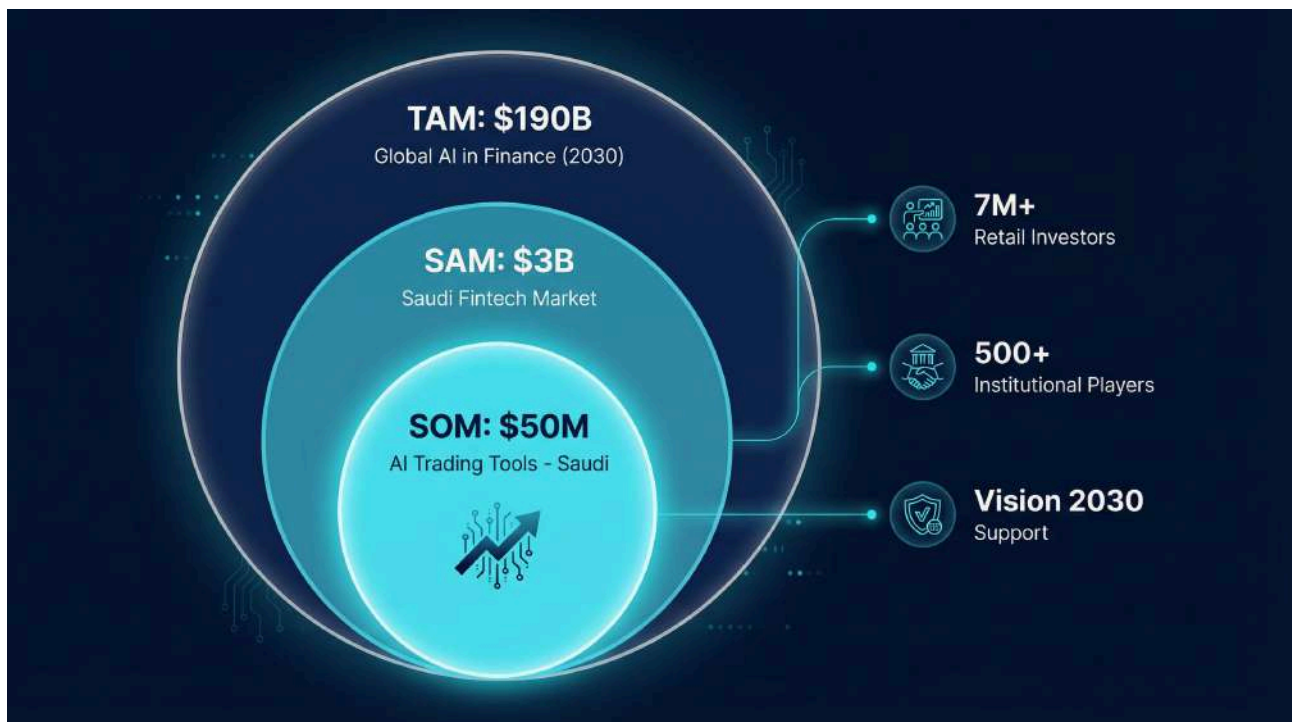 TAM: $190B
Global AI in Finance (2030)
SAM: $3B
Saudi Fintech Market
SOM: $50M
AI Trading Tools - Saudi
7M+
Retail Investors
500+
Institutional Players
Vision 2030
Support